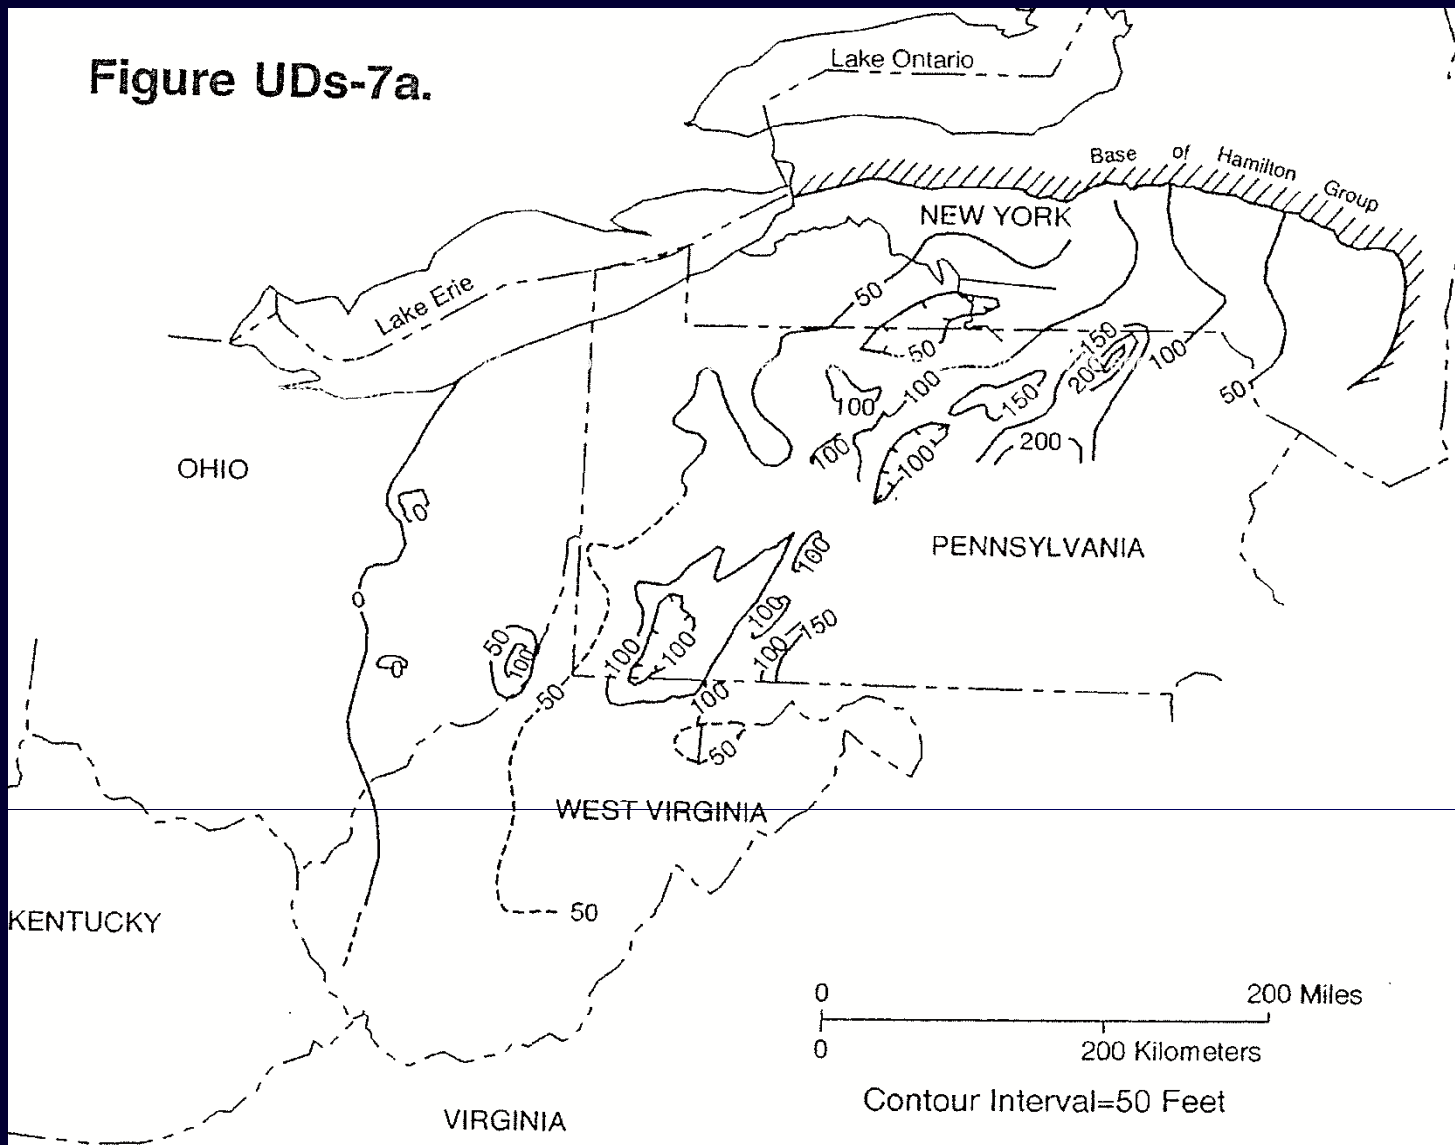 Figure UDs-7a.
Lake Ontario
Base of Hamilton Group
NEW YORK
Lake Erie
50
50
150
200
100
100
100
150
50
100
200
100
OHIO
0
PENNSYLVANIA
100
0
100
150
50
100
0
100
100
100
50
100
50
WEST VIRGINIA
50
KENTUCKY
0
200 Miles
0
200 Kilometers
Contour Interval=50 Feet
VIRGINIA